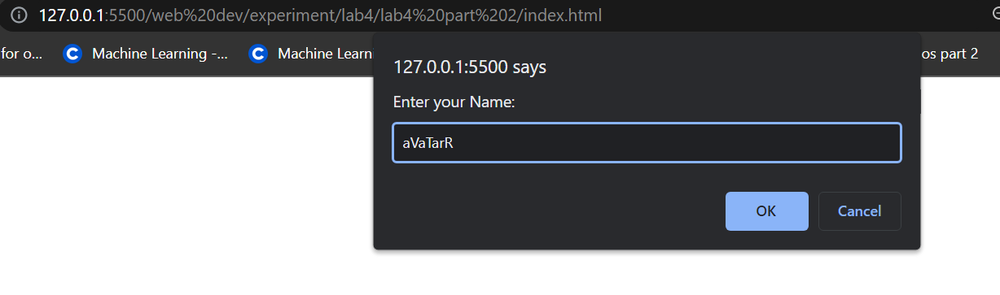 127.0.0.1:5500/web%20dev/experiment/lab4/lab4%20part%202/index.html
for o... Machine Learning -... Machine Learni os part 2
127.0.0.1:5500 says
Enter your Name:
aVaTarR
OK Cancel